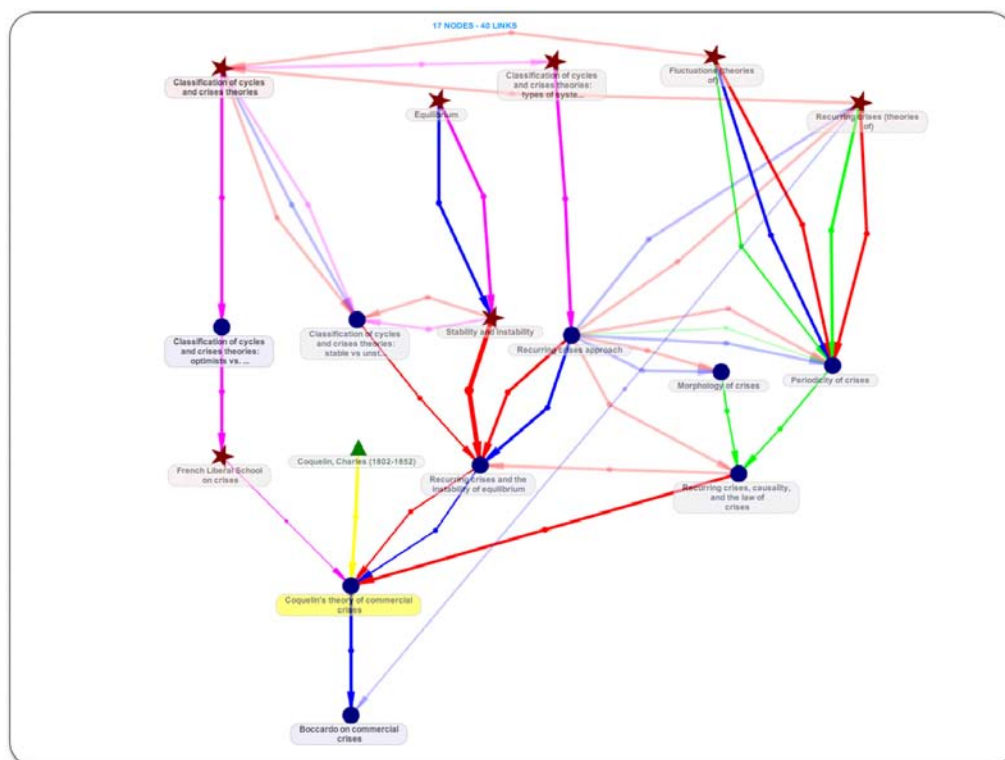 17 NODES - 40 LINKS
Classification of cycles
and crises theories
Classification of cycles
and crises theories:
types of syste...
Fluctuations (theories
of)
Equilibrium
Recurring crises (theories
of)
Classification of cycles
and crises theories:
optimists vs. ...
Classification of cycles
and crises theories:
stable vs unst...
Stability and instability
Recurring crises approach
Morphology of crises
Periodicity of crises
French Liberal School
on crises
Coquelin, Charles (1802-1852)
Recurring crises and the
instability of equilibrium
Recurring crises, causality,
and the law of
crises
Coquelin's theory of commercial
crises
Boccardo on commercial
crises